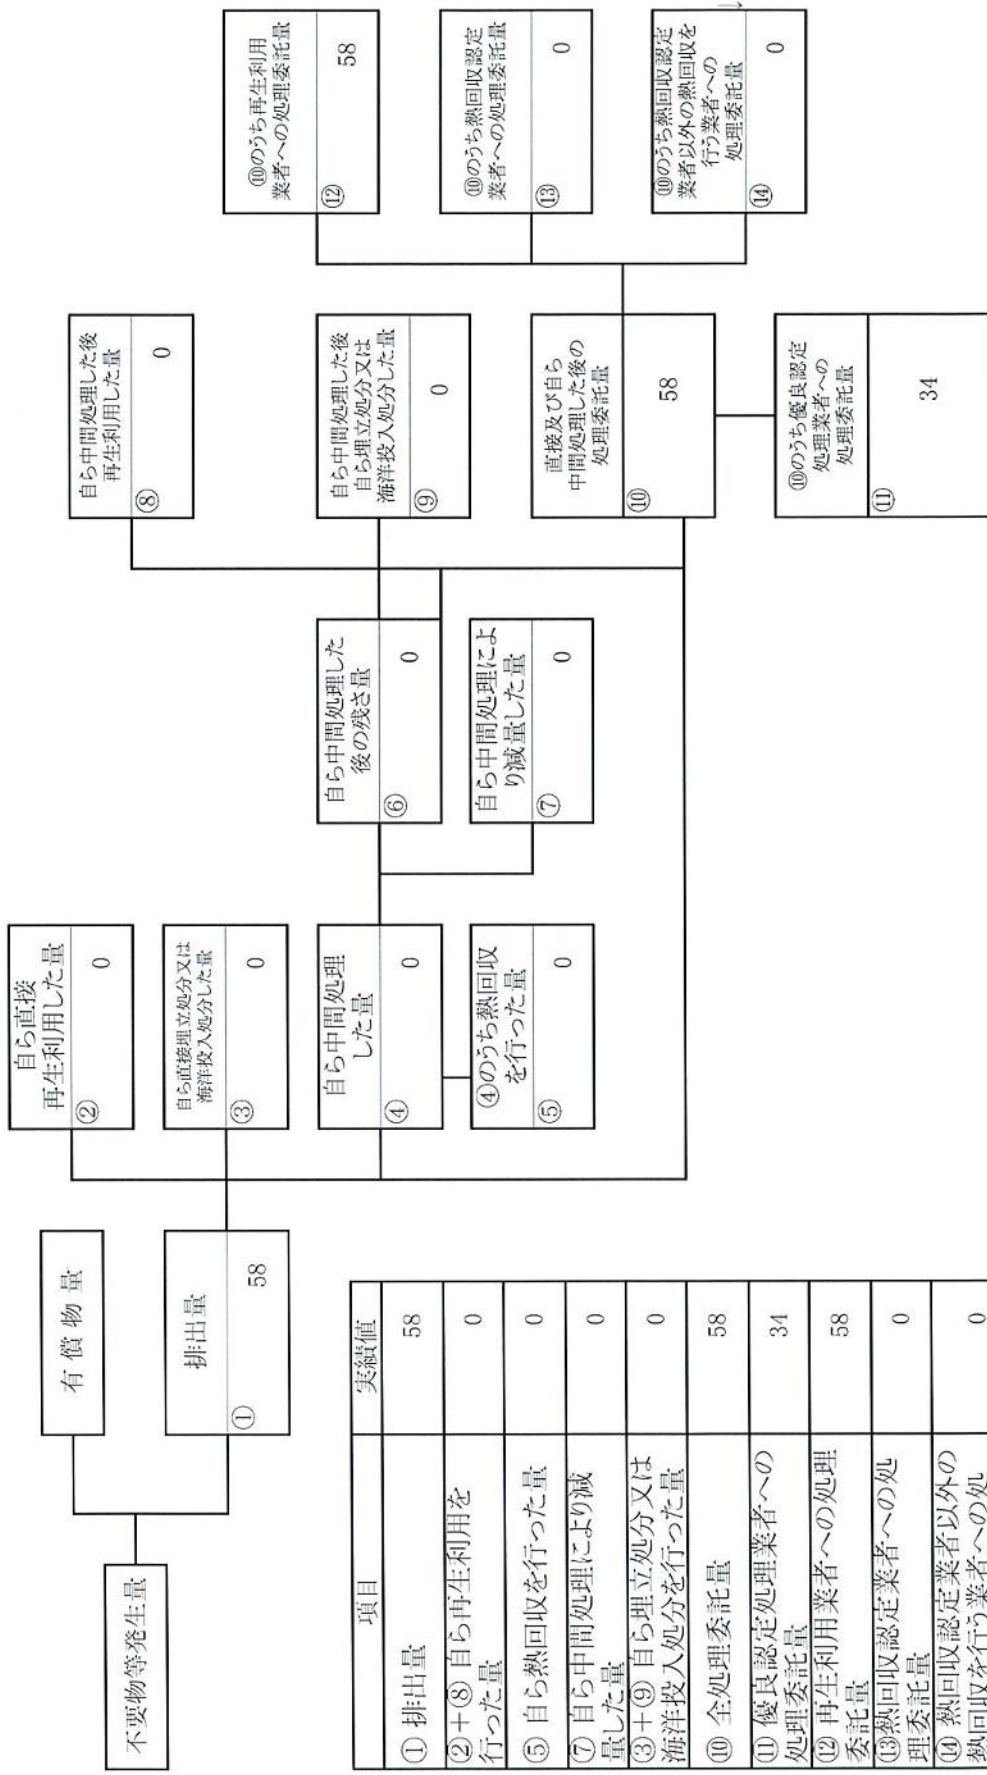 不要物等発生量
有 償 物 量
排出量
①
58
自ら直接
再生利用した量
②
0
自ら直接埋立処分又は
海洋投入処分した量
③
0
自ら中間処理
した量
④
0
④のうち熱回収
を行った量
⑤
0
自ら中間処理した
後の残さ量
⑥
0
自ら中間処理によ
り減量した量
⑦
0
自ら中間処理した後
再生利用した量
⑧
0
自ら中間処理した後
自ら埋立処分又は
海洋投入処分した量
⑨
0
直接及び自ら
中間処理した後の
処理委託量
⑩
58
⑩のうち優良認定
処理業者への
処理委託量
⑪
34
⑩のうち再生利用
業者への処理委託量
⑫
58
⑩のうち熱回収認定
業者への処理委託量
⑬
0
⑩のうち熱回収認定
業者以外の熱回収を
行う業者への
処理委託量
⑭
0
項目 実績値
① 排出量 58
②+⑧ 自ら再生利用を
行った量 0
⑤ 自ら熱回収を行った量 0
⑦ 自ら中間処理により減
量した量 0
③+⑨ 自ら埋立処分又は
海洋投入処分を行った量 0
⑩ 全処理委託量 58
⑪ 優良認定処理業者への
処理委託量 34
⑫ 再生利用業者への処理
委託量 58
⑬熱回収認定業者への処
理委託量 0
⑭ 熱回収認定業者以外の
熱回収を行う業者への処 0